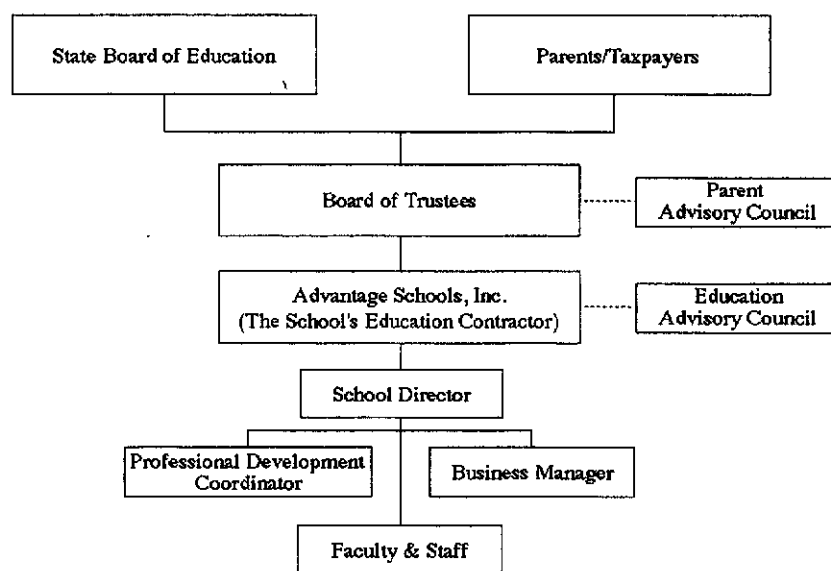 State Board of Education
Parents/Taxpayers
Board of Trustees
Parent
Advisory Council
Advantage Schools, Inc.
(The School's Education Contractor)
Education
Advisory Council
School Director
Professional Development
Coordinator
Business Manager
Faculty & Staff